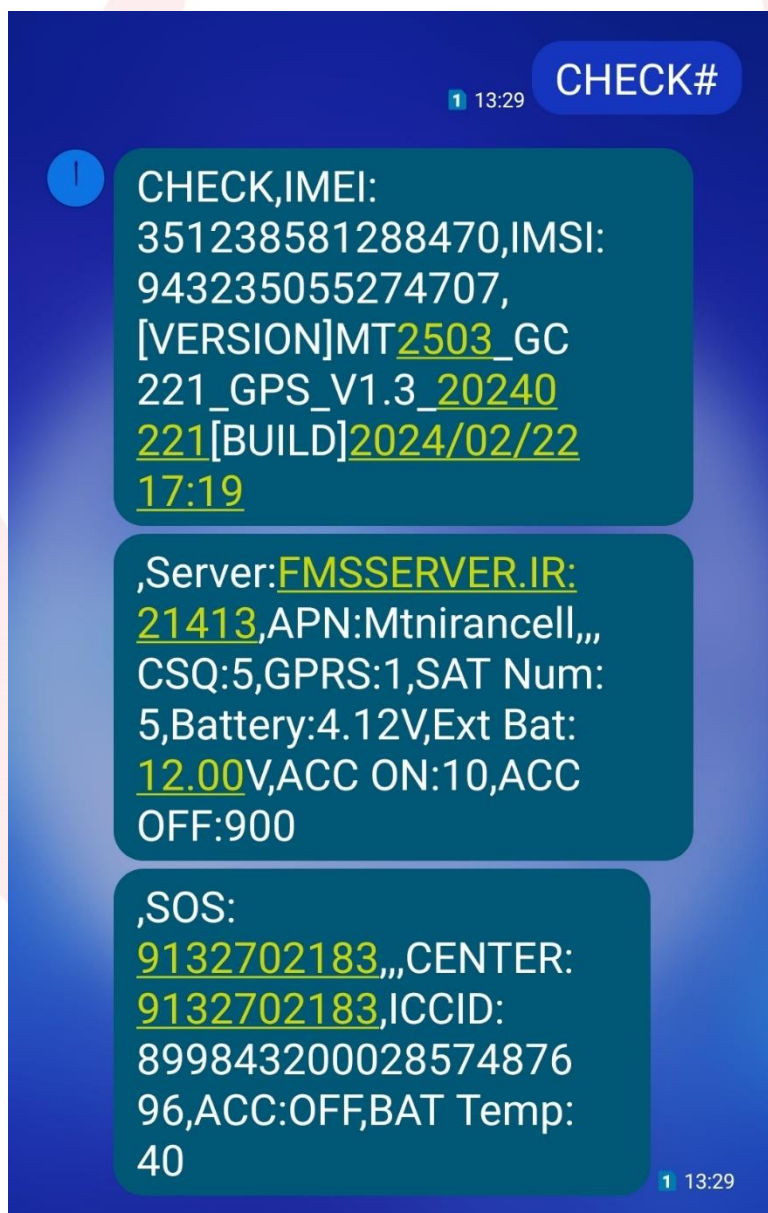 CHECK#
1 13:29
CHECK,IMEI:
351238581288470,IMSI:
943235055274707,
[VERSION]MT2503_GC
221_GPS_V1.3_20240
221[BUILD]2024/02/22
17:19
,Server:FMSSERVER.IR:
21413,APN:Mtnirancell,,,
CSQ:5,GPRS:1,SAT Num:
5,Battery:4.12V,Ext Bat:
12.00V,ACC ON:10,ACC
OFF:900
,SOS:
9132702183,,,CENTER:
9132702183,ICCID:
899843200028574876
96,ACC:OFF,BAT Temp:
40
1 13:29